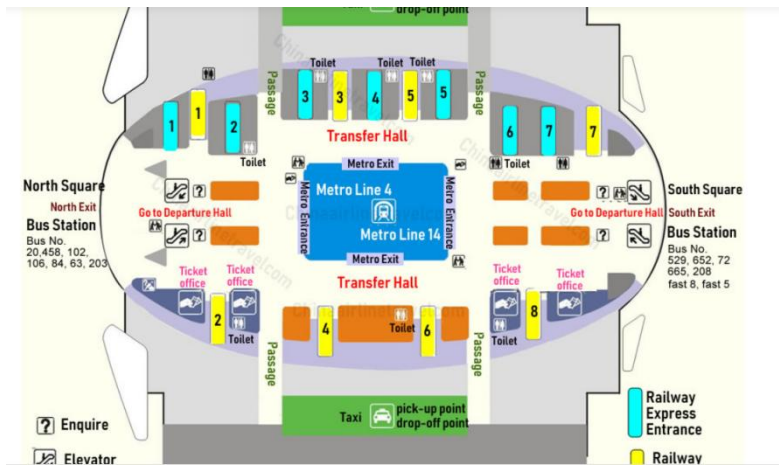 Taxi
drop-off point
Passage
Toilet
Toilet
Toilet
Passage
1
1
2
3
3
4
5
5
6
7
7
Toilet
Transfer Hall
Toilet
Metro Exit
North Square
North Exit
Bus Station
Bus No.
20,458, 102,
106, 84, 63, 203
?
Go to Departure Hall
?
Metro Entrance
Metro Line 4
Metro Line 14
Metro Entrance
?
Go to Departure Hall
?
South Square
South Exit
Bus Station
Bus No.
529, 652, 72
665, 208
fast 8, fast 5
Metro Exit
Transfer Hall
Ticket
office
Ticket
office
Ticket
office
Ticket
office
2
4
6
8
Toilet
Toilet
Toilet
Passage
Passage
Taxi
pick-up point
drop-off point
? Enquire
Elevator
Railway
Express
Entrance
Railway
Chinaairlinetravel.com